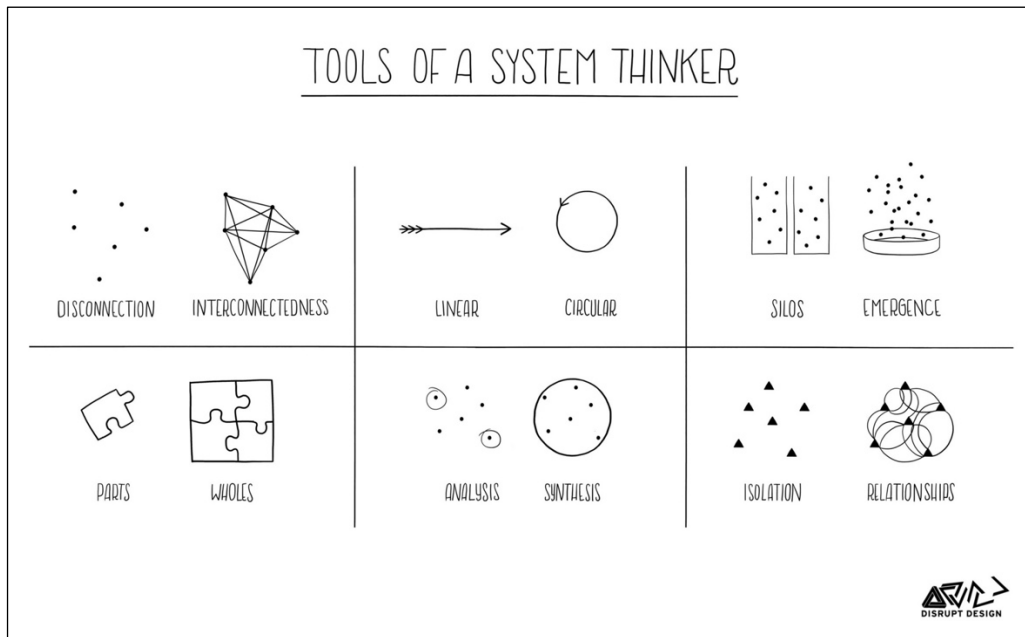 TOOLS OF A SYSTEM THINKER
DISCONNECTION INTERCONNECTEDNESS
LINEAR CIRCULAR
SILOS EMERGENCE
PARTS WHOLES
ANALYSIS SYNTHESIS
ISOLATION RELATIONSHIPS
DISRUPT DESIGN